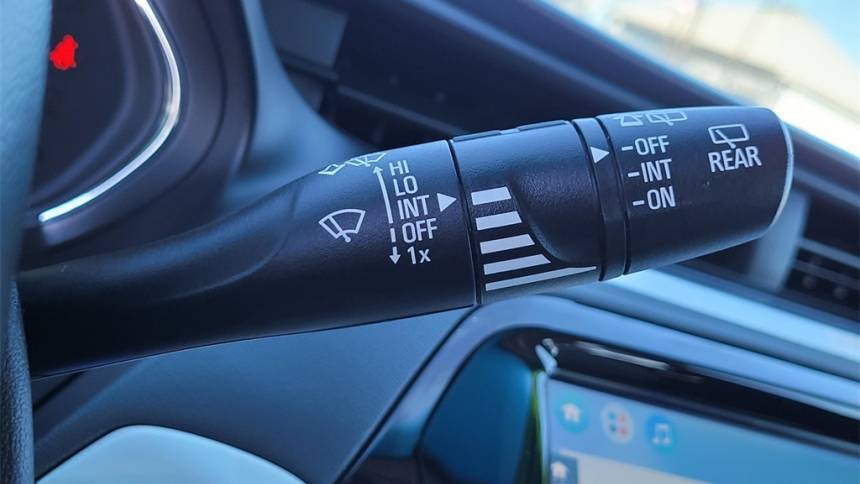 HI
LO
INT
OFF
1x
-OFF
-INT
-ON
REAR